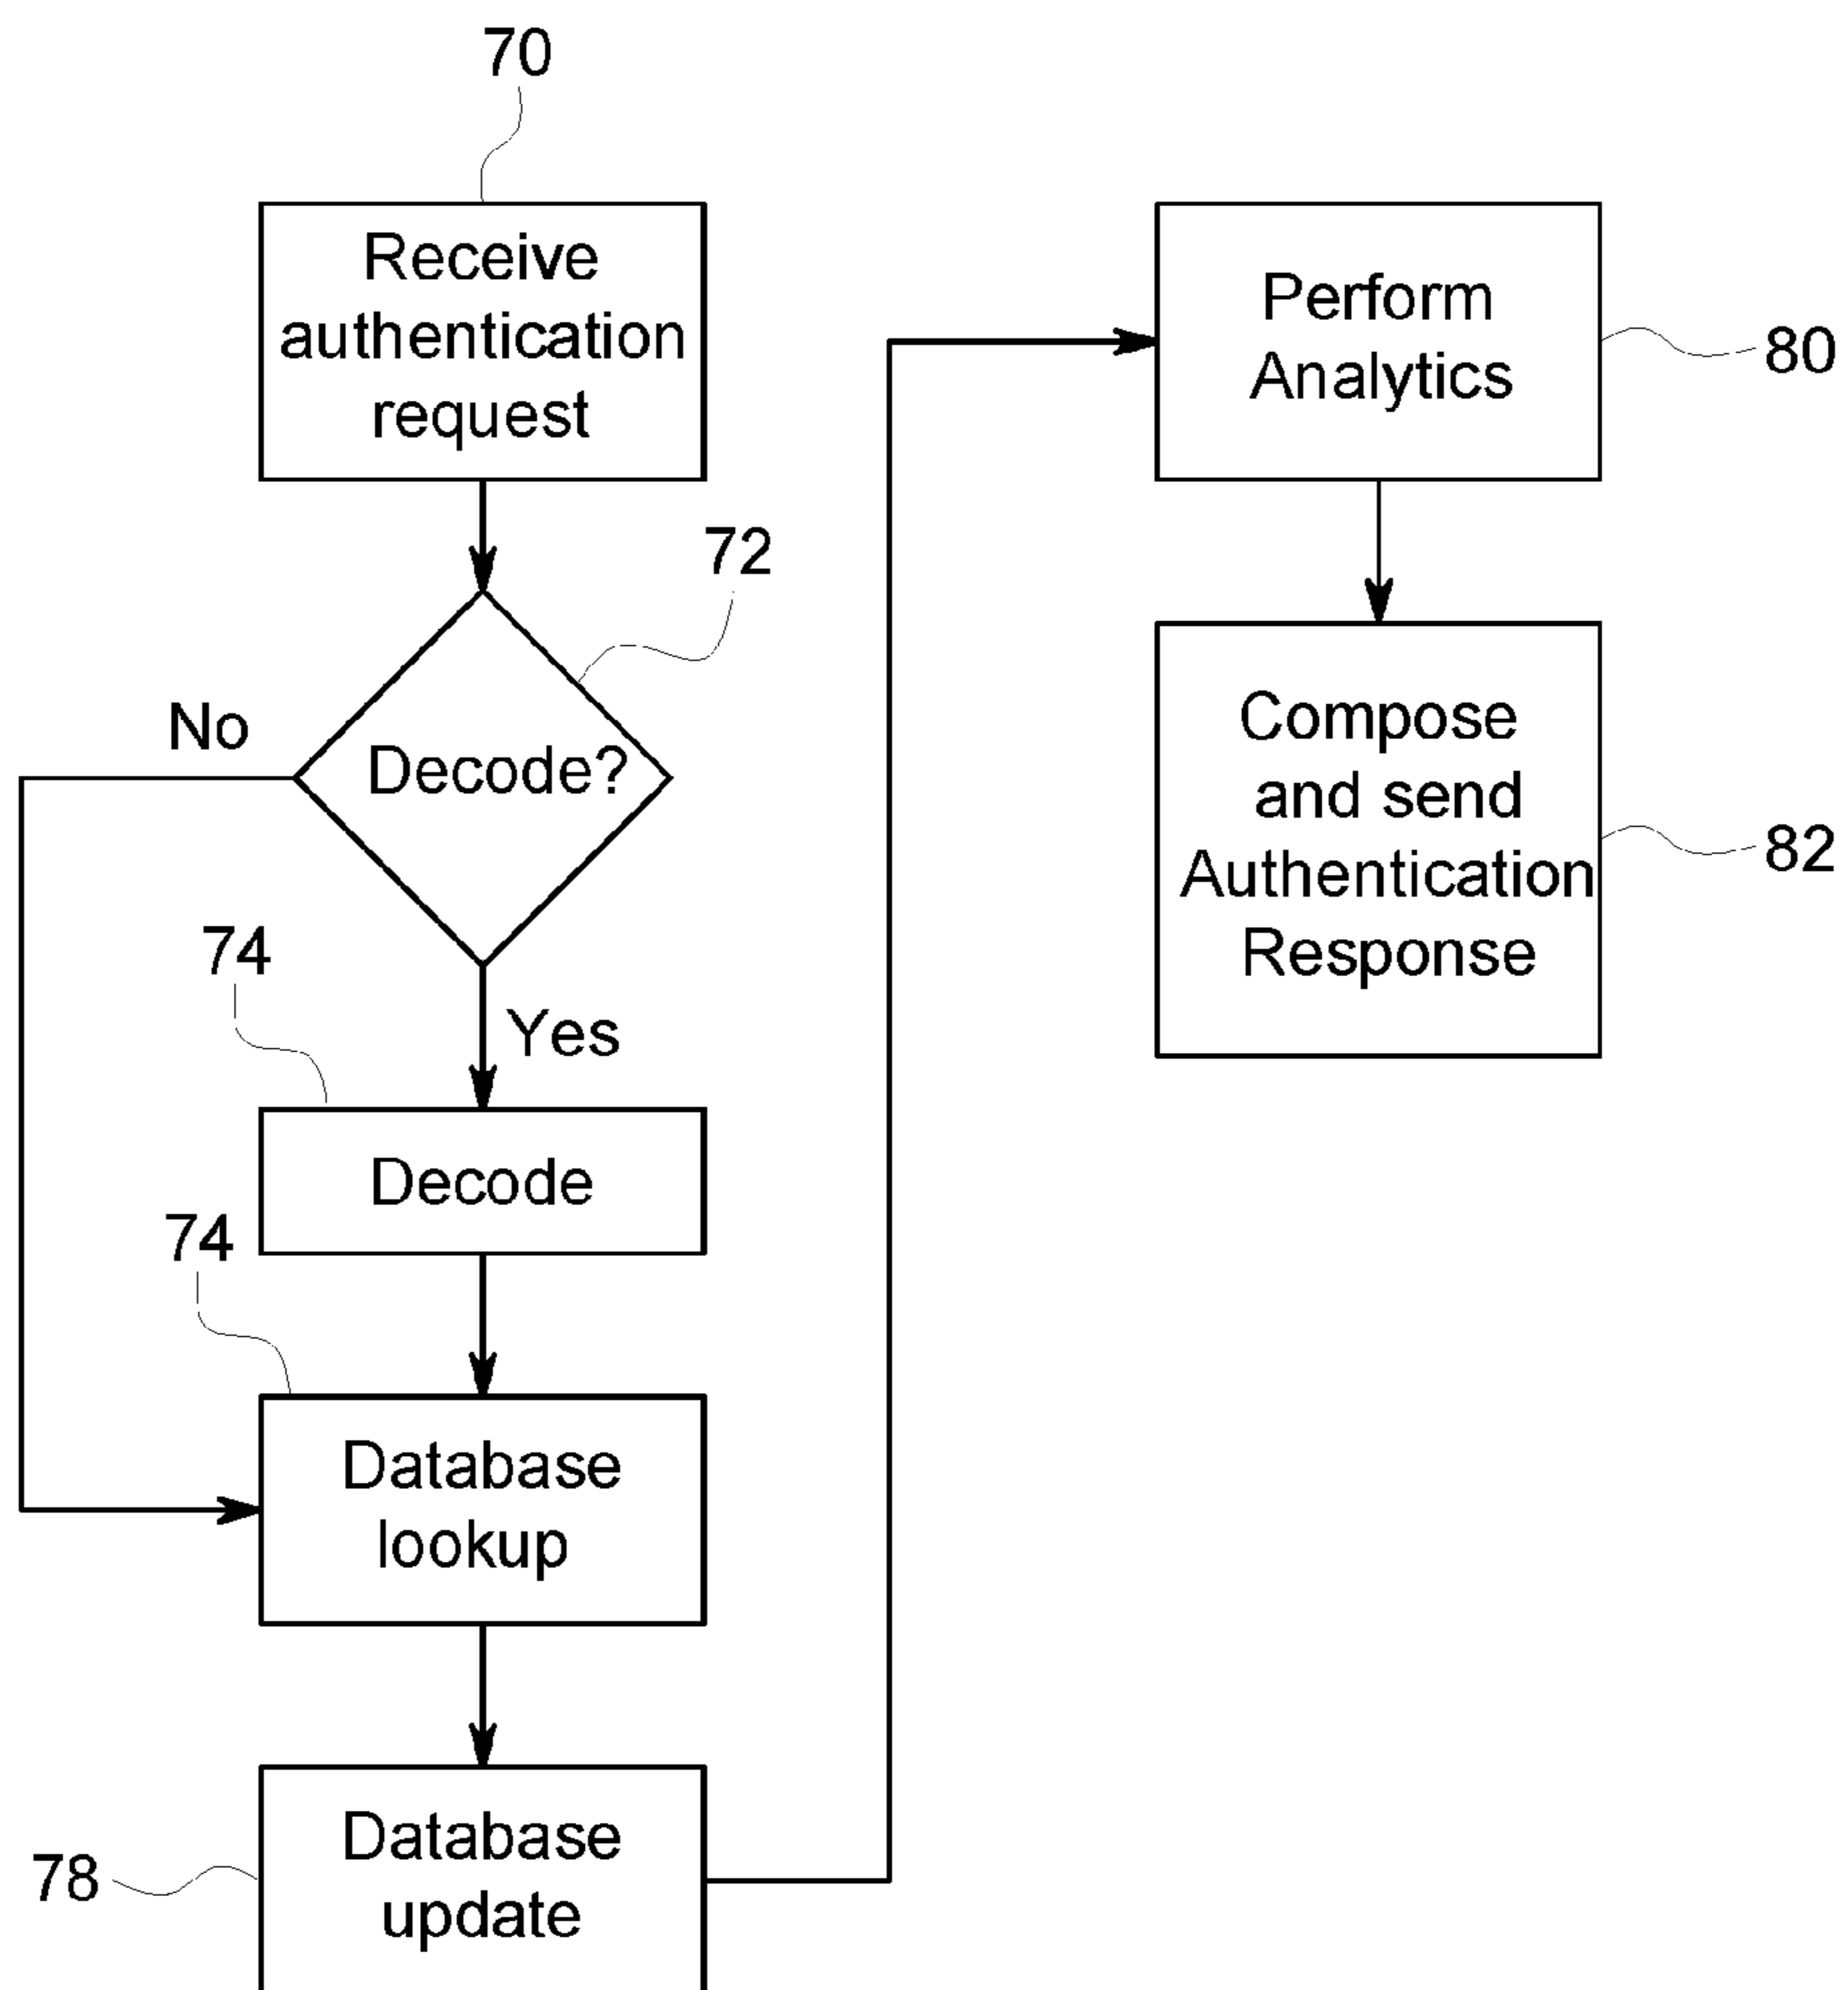 70
Receive
authentication
request
72
Decode?
No
Yes
74
Decode
74
Database
lookup
78
Database
update
Perform
Analytics
80
Compose
and send
Authentication
Response
82